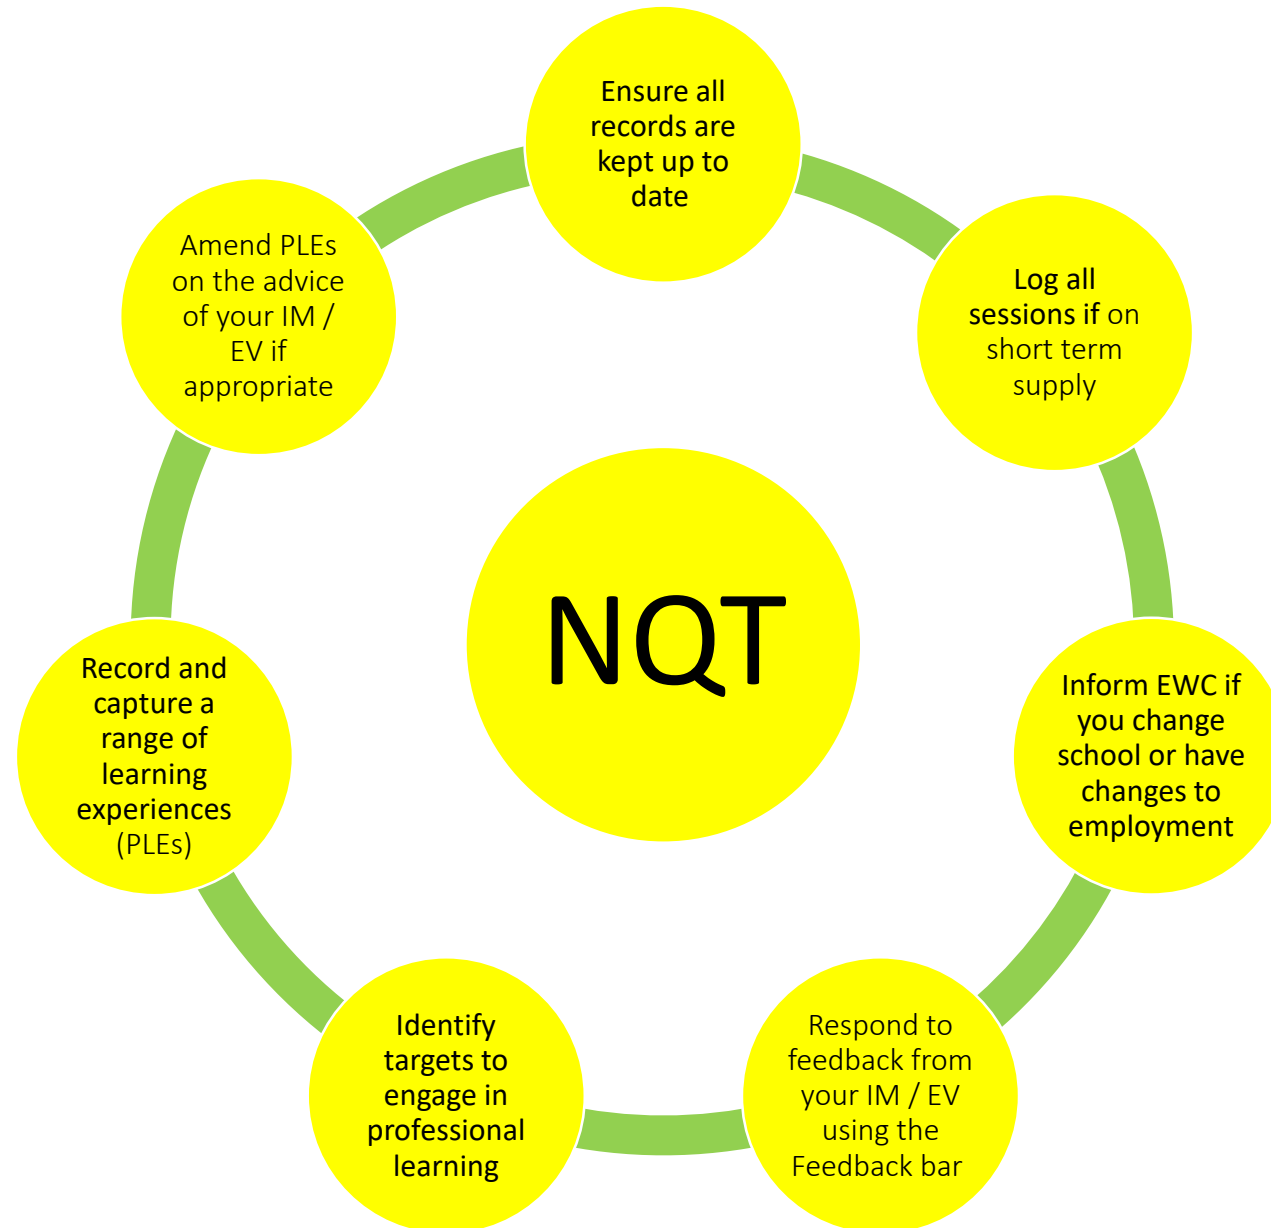 Ensure all
records are
kept up to
date
Log all
sessions if on
short term
supply
Inform EWC if
you change
school or have
changes to
employment
Respond to
feedback from
your IM / EV
using the
Feedback bar
Identify
targets to
engage in
professional
learning
Record and
capture a
range of
learning
experiences
(PLEs)
Amend PLEs
on the advice
of your IM /
EV if
appropriate
NQT